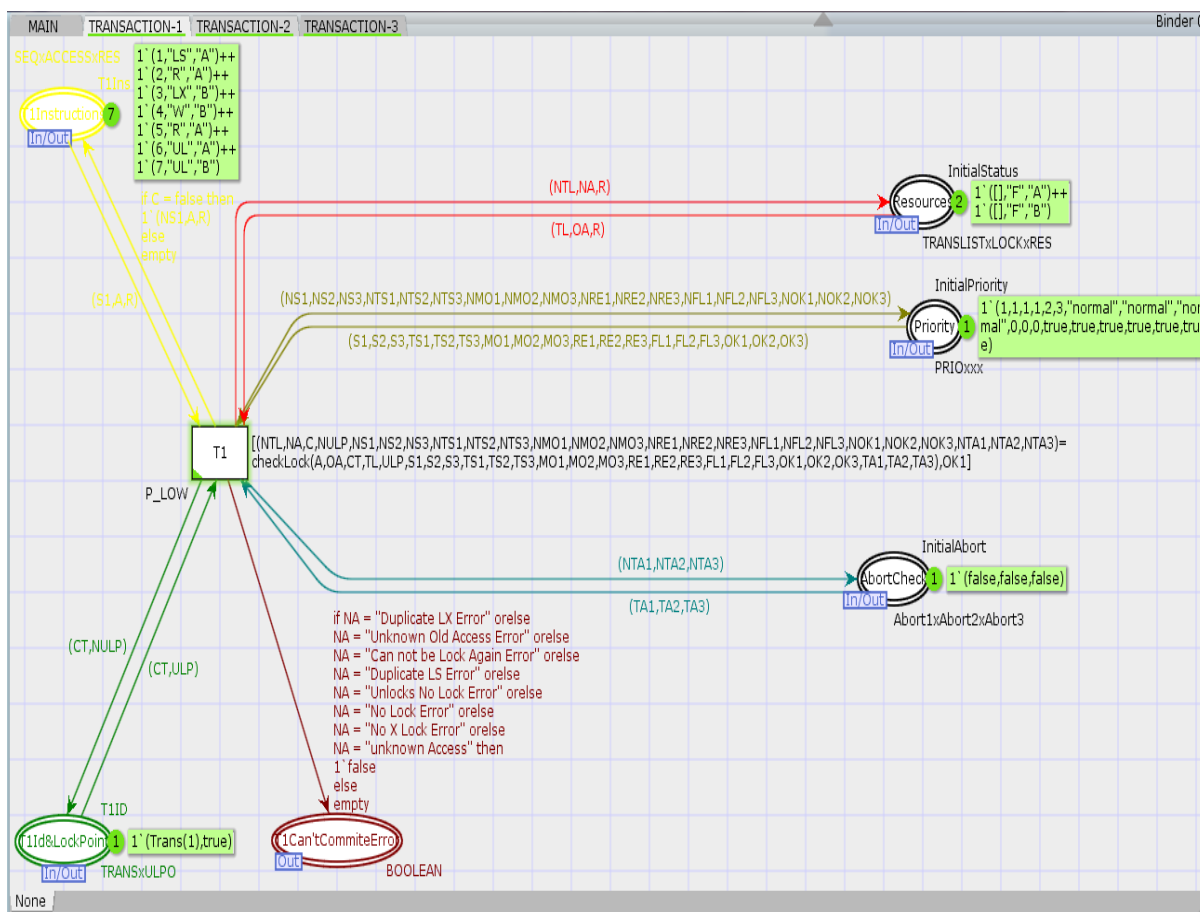 MAIN TRANSACTION-1 TRANSACTION-2 TRANSACTION-3
Binder
SEQxACCESSxRES
T1Ins
T1Instruction
7
In/Out
1`(1,"LS","A")++
1`(2,"R","A")++
1`(3,"LX","B")++
1`(4,"W","B")++
1`(5,"R","A")++
1`(6,"UL","A")++
1`(7,"UL","B")
if C = false then
1`(NS1,A,R)
else
empty
(S1,A,R)
(NTL,NA,R)
(TL,OA,R)
InitialStatus
Resources
2
In/Out
1`([],"F","A")++
1`([],"F","B")
TRANSLISTxLOCKxRES
(NS1,NS2,NS3,NTS1,NTS2,NTS3,NMO1,NMO2,NMO3,NRE1,NRE2,NRE3,NFL1,NFL2,NFL3,NOK1,NOK2,NOK3)
(S1,S2,S3,TS1,TS2,TS3,MO1,MO2,MO3,RE1,RE2,RE3,FL1,FL2,FL3,OK1,OK2,OK3)
InitialPriority
Priority
1
In/Out
1`(1,1,1,1,2,3,"normal","normal","nor
mal",0,0,0,true,true,true,true,true,tru
e)
PRIOxxx
T1
P_LOW
[(NTL,NA,C,NULP,NS1,NS2,NS3,NTS1,NTS2,NTS3,NMO1,NMO2,NMO3,NRE1,NRE2,NRE3,NFL1,NFL2,NFL3,NOK1,NOK2,NOK3,NTA1,NTA2,NTA3)=
checkLock(A,OA,CT,TL,ULP,S1,S2,S3,TS1,TS2,TS3,MO1,MO2,MO3,RE1,RE2,RE3,FL1,FL2,FL3,OK1,OK2,OK3,TA1,TA2,TA3),OK1]
(NTA1,NTA2,NTA3)
(TA1,TA2,TA3)
InitialAbort
AbortChec
1
In/Out
1`(false,false,false)
Abort1xAbort2xAbort3
(CT,NULP)
(CT,ULP)
if NA = "Duplicate LX Error" orelse
NA = "Unknown Old Access Error" orelse
NA = "Can not be Lock Again Error" orelse
NA = "Duplicate LS Error" orelse
NA = "Unlocks No Lock Error" orelse
NA = "No Lock Error" orelse
NA = "No X Lock Error" orelse
NA = "unknown Access" then
1`false
else
empty
T1ID
T1Id&LockPoin
1
1`(Trans(1),true)
In/Out
TRANSxULPO
T1Can'tCommiteErro
Out
BOOLEAN
None